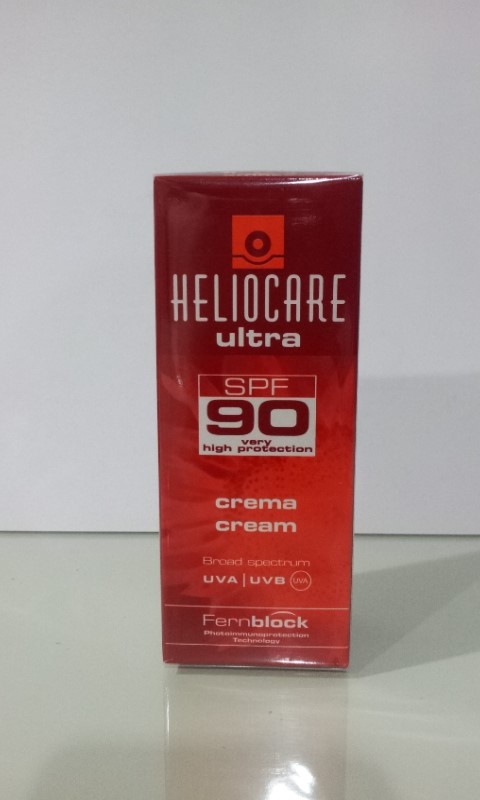 HELIOCARE
ultra
SPF
90
very
high protection
crema
cream
Broad spectrum
UVA | UVB UVA
Fernblock
Photoimmunoprotection
Technology